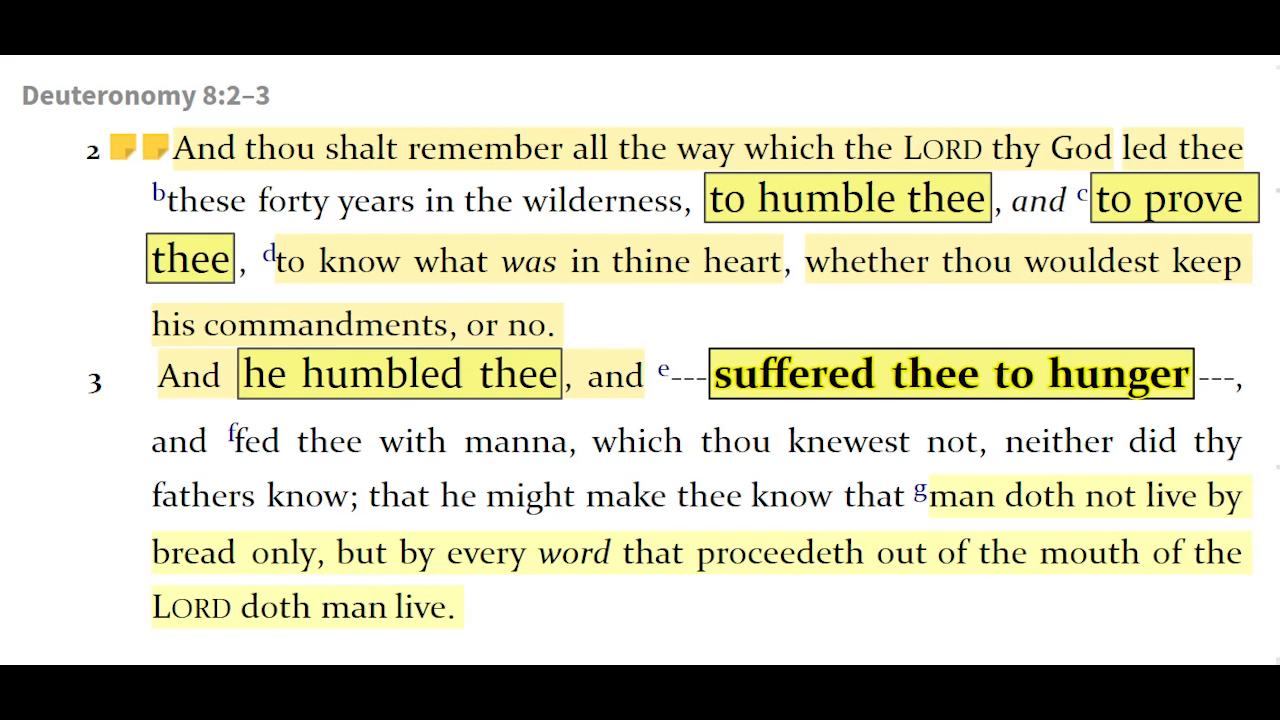 Deuteronomy 8:2–3
2 And thou shalt remember all the way which the LORD thy God led thee
b these forty years in the wilderness, to humble thee, and c to prove
thee, d to know what was in thine heart, whether thou wouldest keep
his commandments, or no.
3 And he humbled thee, and e --- suffered thee to hunger ---,
and f fed thee with manna, which thou knewest not, neither did thy
fathers know; that he might make thee know that g man doth not live by
bread only, but by every word that proceedeth out of the mouth of the
LORD doth man live.